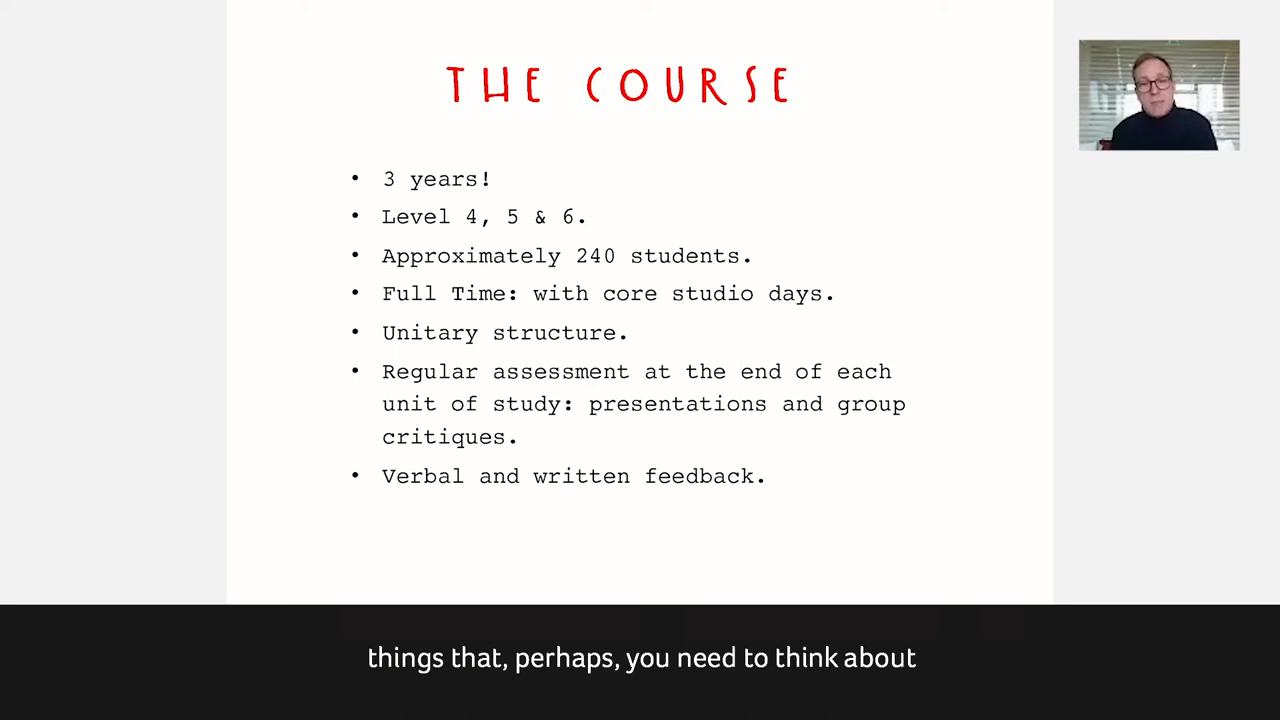 THE COURSE
• 3 years!
• Level 4, 5 & 6.
• Approximately 240 students.
• Full Time: with core studio days.
• Unitary structure.
• Regular assessment at the end of each
unit of study: presentations and group
critiques.
• Verbal and written feedback.
things that, perhaps, you need to think about